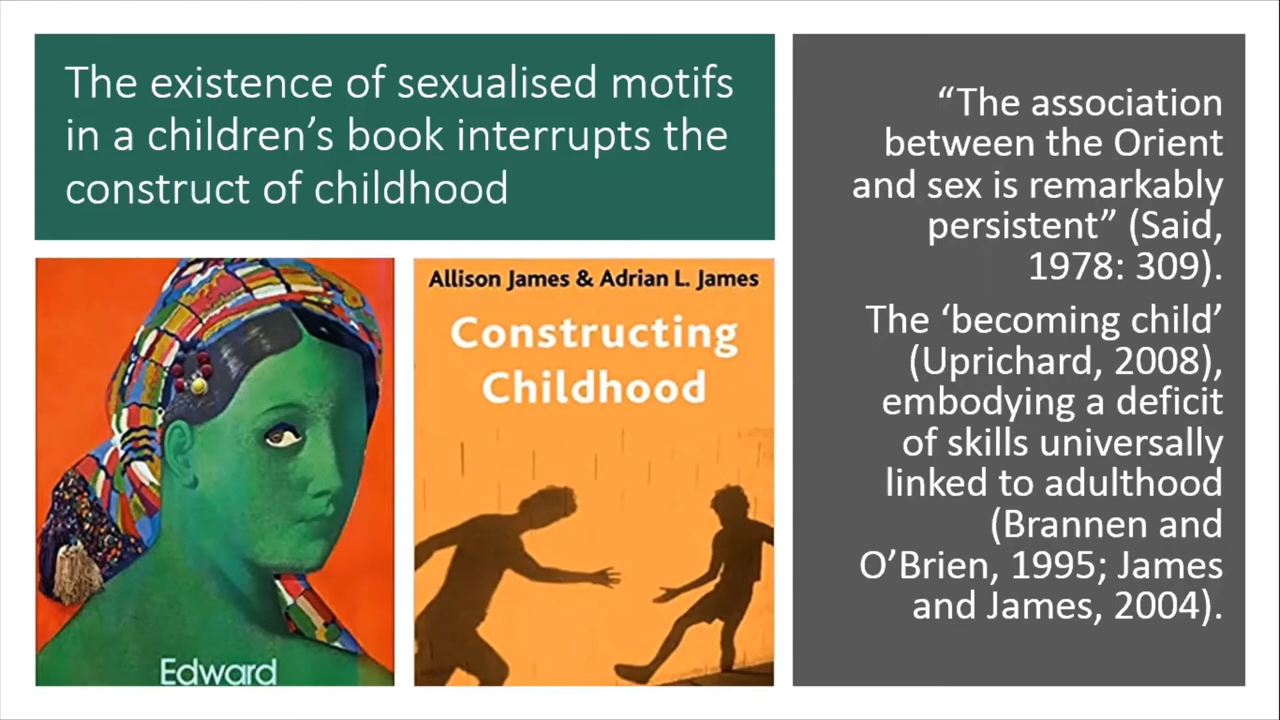 The existence of sexualised motifs
in a children's book interrupts the
construct of childhood
Edward
Allison James & Adrian L. James
Constructing
Childhood
“The association
between the Orient
and sex is remarkably
persistent” (Said,
1978: 309).
The ‘becoming child’
(Uprichard, 2008),
embodying a deficit
of skills universally
linked to adulthood
(Brannen and
O’Brien, 1995; James
and James, 2004).